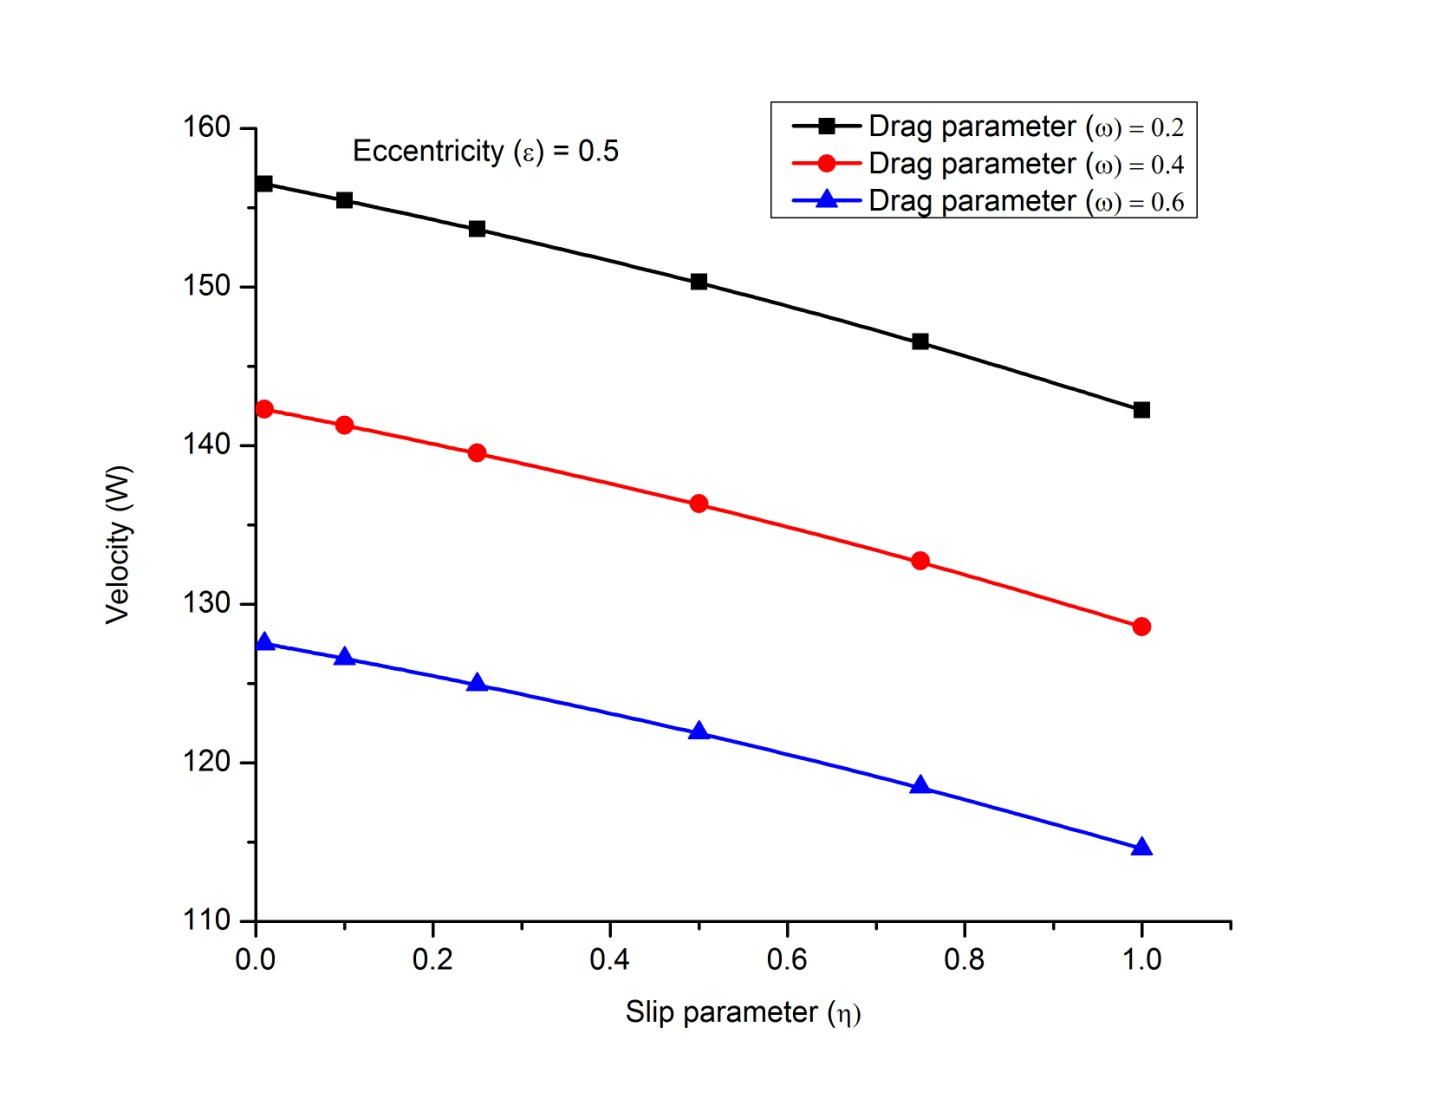 Eccentricity (ε) = 0.5
Drag parameter (ω) = 0.2
Drag parameter (ω) = 0.4
Drag parameter (ω) = 0.6
160
150
140
130
120
110
Velocity (W)
0.0 0.2 0.4 0.6 0.8 1.0
Slip parameter (η)